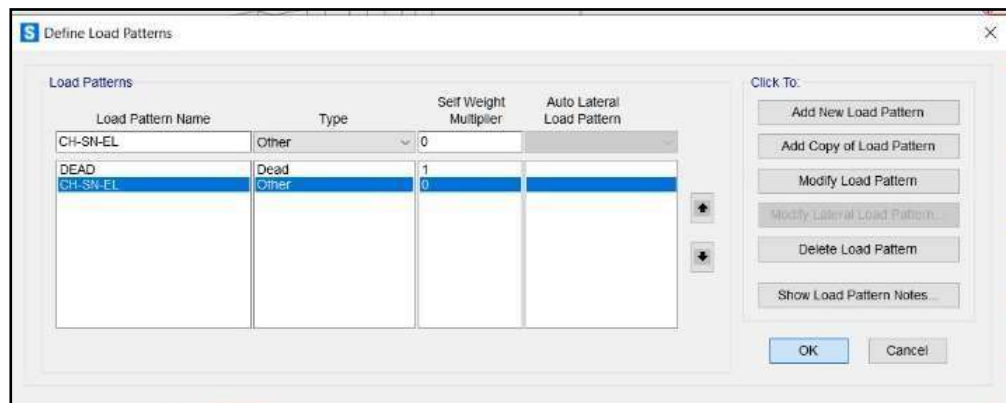 S Define Load Patterns
Load Patterns
Load Pattern Name Type Self Weight Multiplier Auto Lateral Load Pattern
CH-SN-EL Other 0
DEAD Dead 1
CH-SN-EL Other 0
Click To:
Add New Load Pattern
Add Copy of Load Pattern
Modify Load Pattern
Modify Lateral Load Pattern...
Delete Load Pattern
Show Load Pattern Notes...
OK Cancel